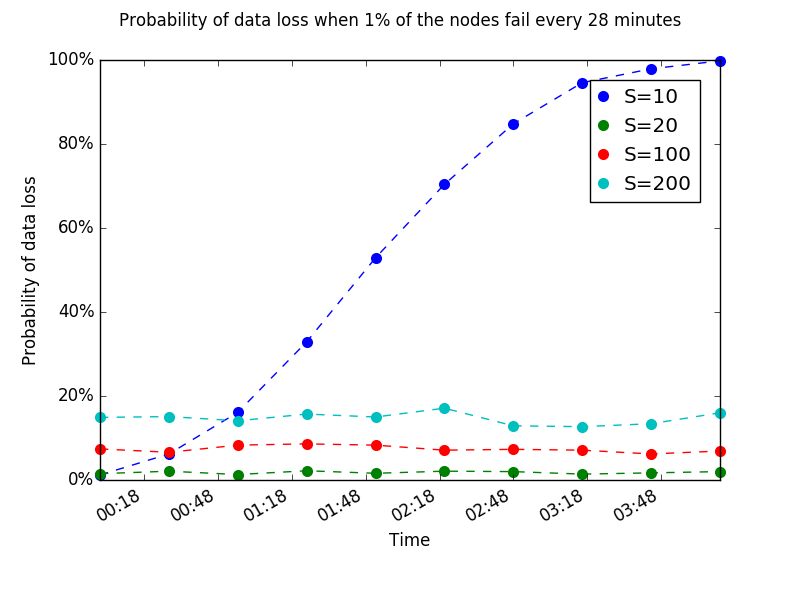 Probability of data loss when 1% of the nodes fail every 28 minutes
100%
80%
60%
40%
20%
0%
Probability of data loss
S=10
S=20
S=100
S=200
00:18
00:48
01:18
01:48
02:18
02:48
03:18
03:48
Time